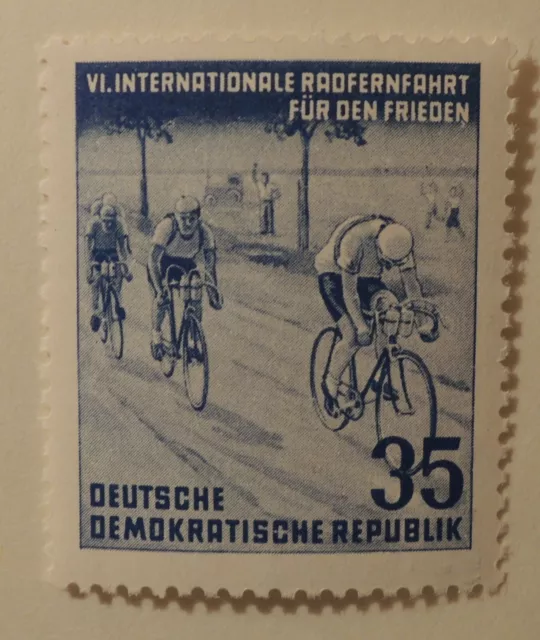 VI. INTERNATIONALE RADFERNFAHRT
FÜR DEN FRIEDEN
35
DEUTSCHE
DEMOKRATISCHE REPUBLIK